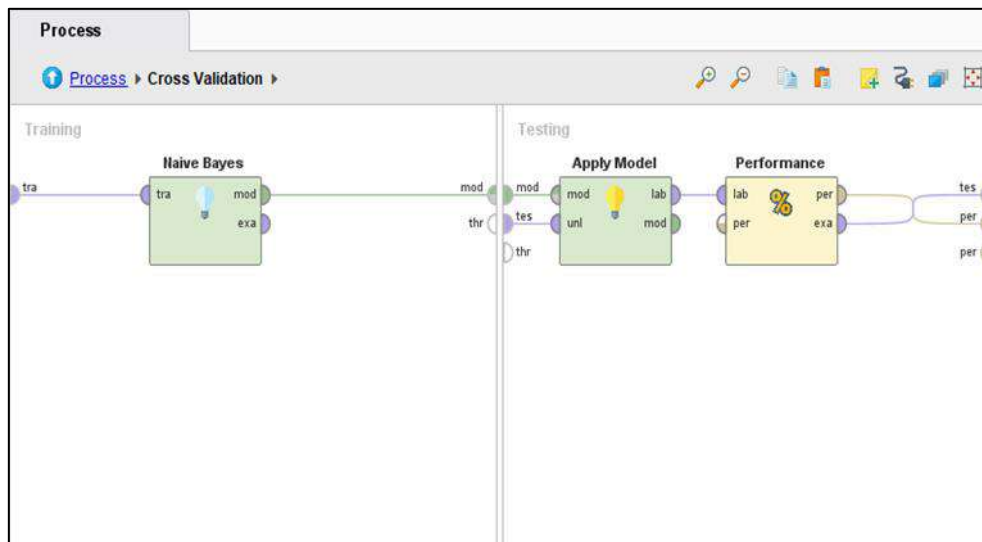 Process
Process Cross Validation
Training
Testing
Naive Bayes
Apply Model
Performance
tra
tra
mod
exa
mod
thr
mod
tes
thr
mod
unl
lab
mod
lab
per
per
exa
tes
per
per